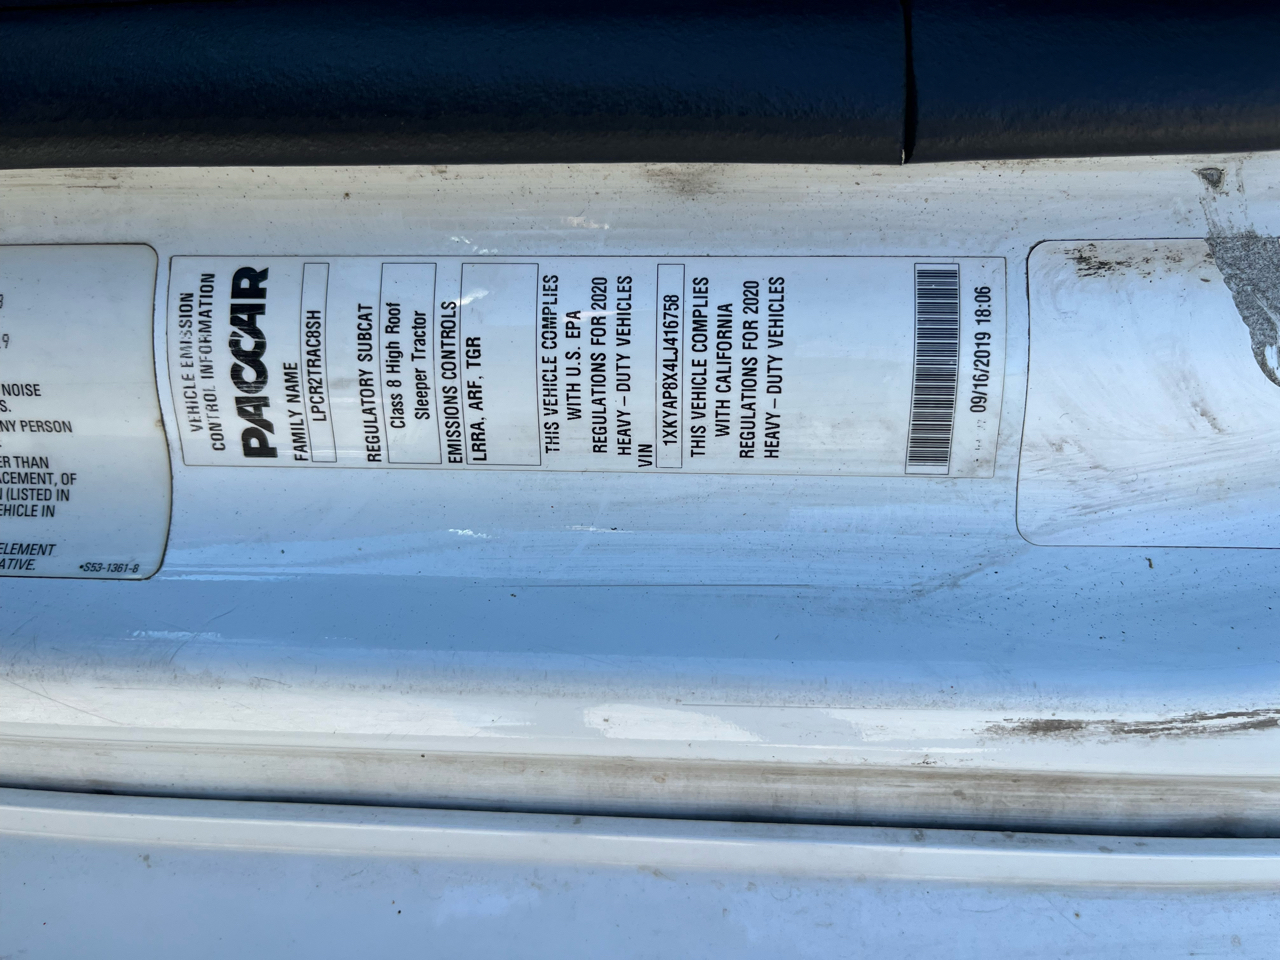 NOISE
S.
NY PERSON
ER THAN
ACEMENT, OF
(LISTED IN
EHICLE IN
ELEMENT
ATIVE.
•S53-1361-8
VEHICLE EMISSION
CONTROL INFORMATION
PACCAR
FAMILY NAME
LPCR2TRAC8SH
REGULATORY SUBCAT
Class 8 High Roof
Sleeper Tractor
EMISSIONS CONTROLS
LRRA, ARF, TGR
THIS VEHICLE COMPLIES
WITH U.S. EPA
REGULATIONS FOR 2020
HEAVY - DUTY VEHICLES
VIN
1XKYAP8X4LJ416758
THIS VEHICLE COMPLIES
WITH CALIFORNIA
REGULATIONS FOR 2020
HEAVY - DUTY VEHICLES
09/16/2019 18:06